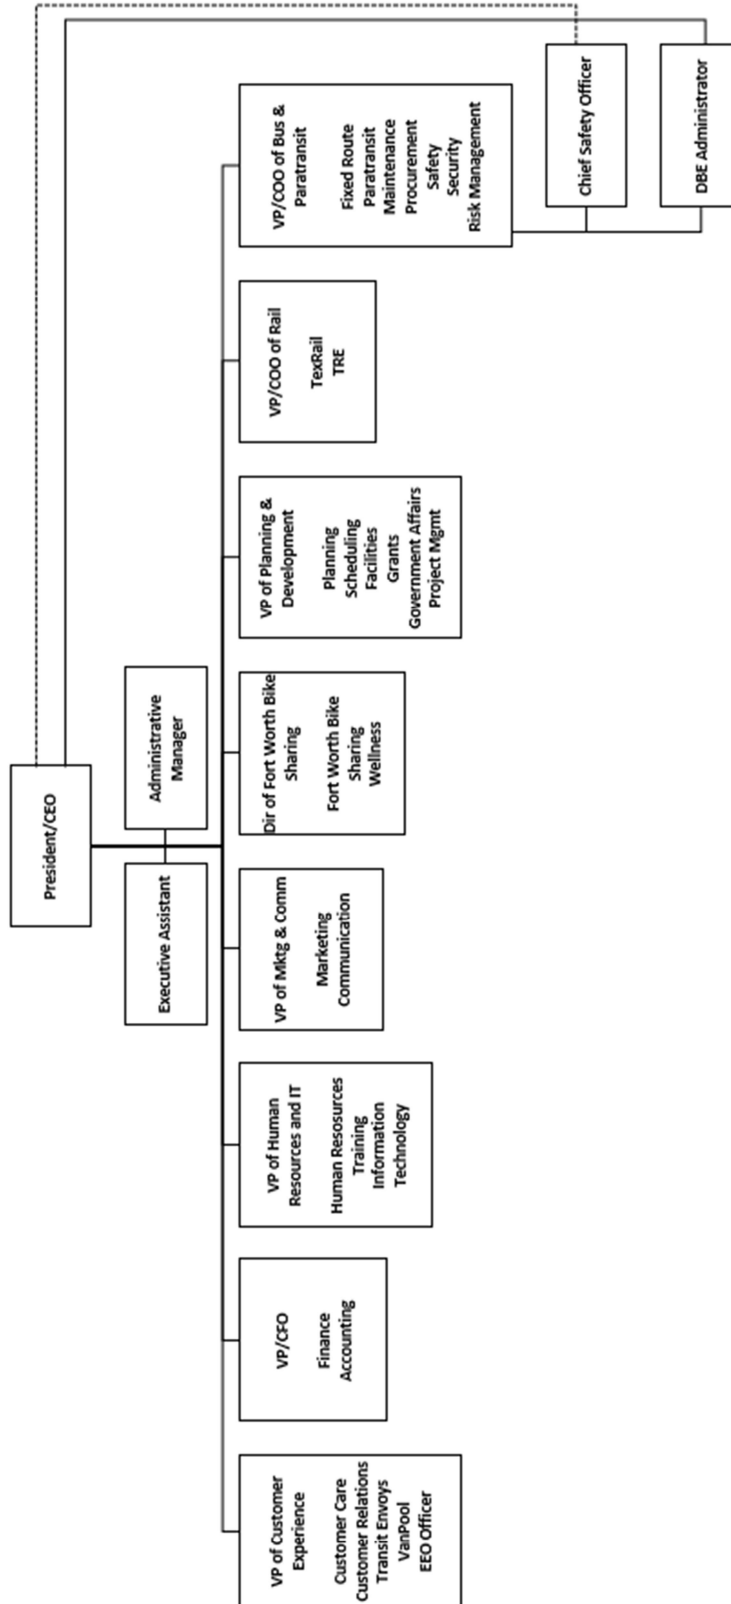 President/CEO
Executive Assistant
Administrative
Manager
VP of Customer
Experience
Customer Care
Customer Relations
Transit Envoys
VanPool
EEO Officer
VP/CFO
Finance
Accounting
VP of Human
Resources and IT
Human Resosurces
Training
Information
Technology
VP of Mktg & Comm
Marketing
Communication
Dir of Fort Worth Bike
Sharing
Fort Worth Bike
Sharing
Wellness
VP of Planning &
Development
Planning
Scheduling
Facilities
Grants
Government Affairs
Project Mgmt
VP/COO of Rail
TexRail
TRE
VP/COO of Bus &
Paratransit
Fixed Route
Paratransit
Maintenance
Procurement
Safety
Security
Risk Management
Chief Safety Officer
DBE Administrator